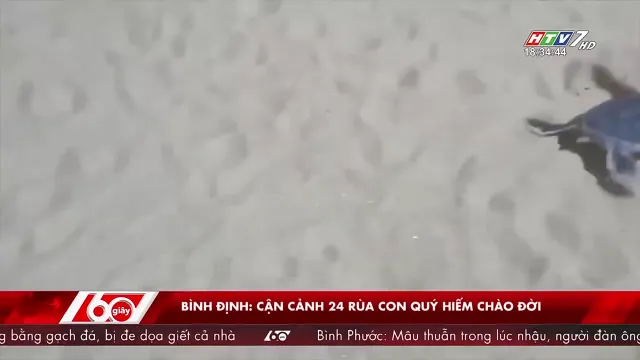 HTV7 HD
18:34:44
60 giây
BÌNH ĐỊNH: CẬN CẢNH 24 RÙA CON QUÝ HIẾM CHÀO ĐỜI
g bằng gạch đá, bị đe dọa giết cả nhà 60 Bình Phước: Mâu thuẫn trong lúc nhậu, người đàn ông